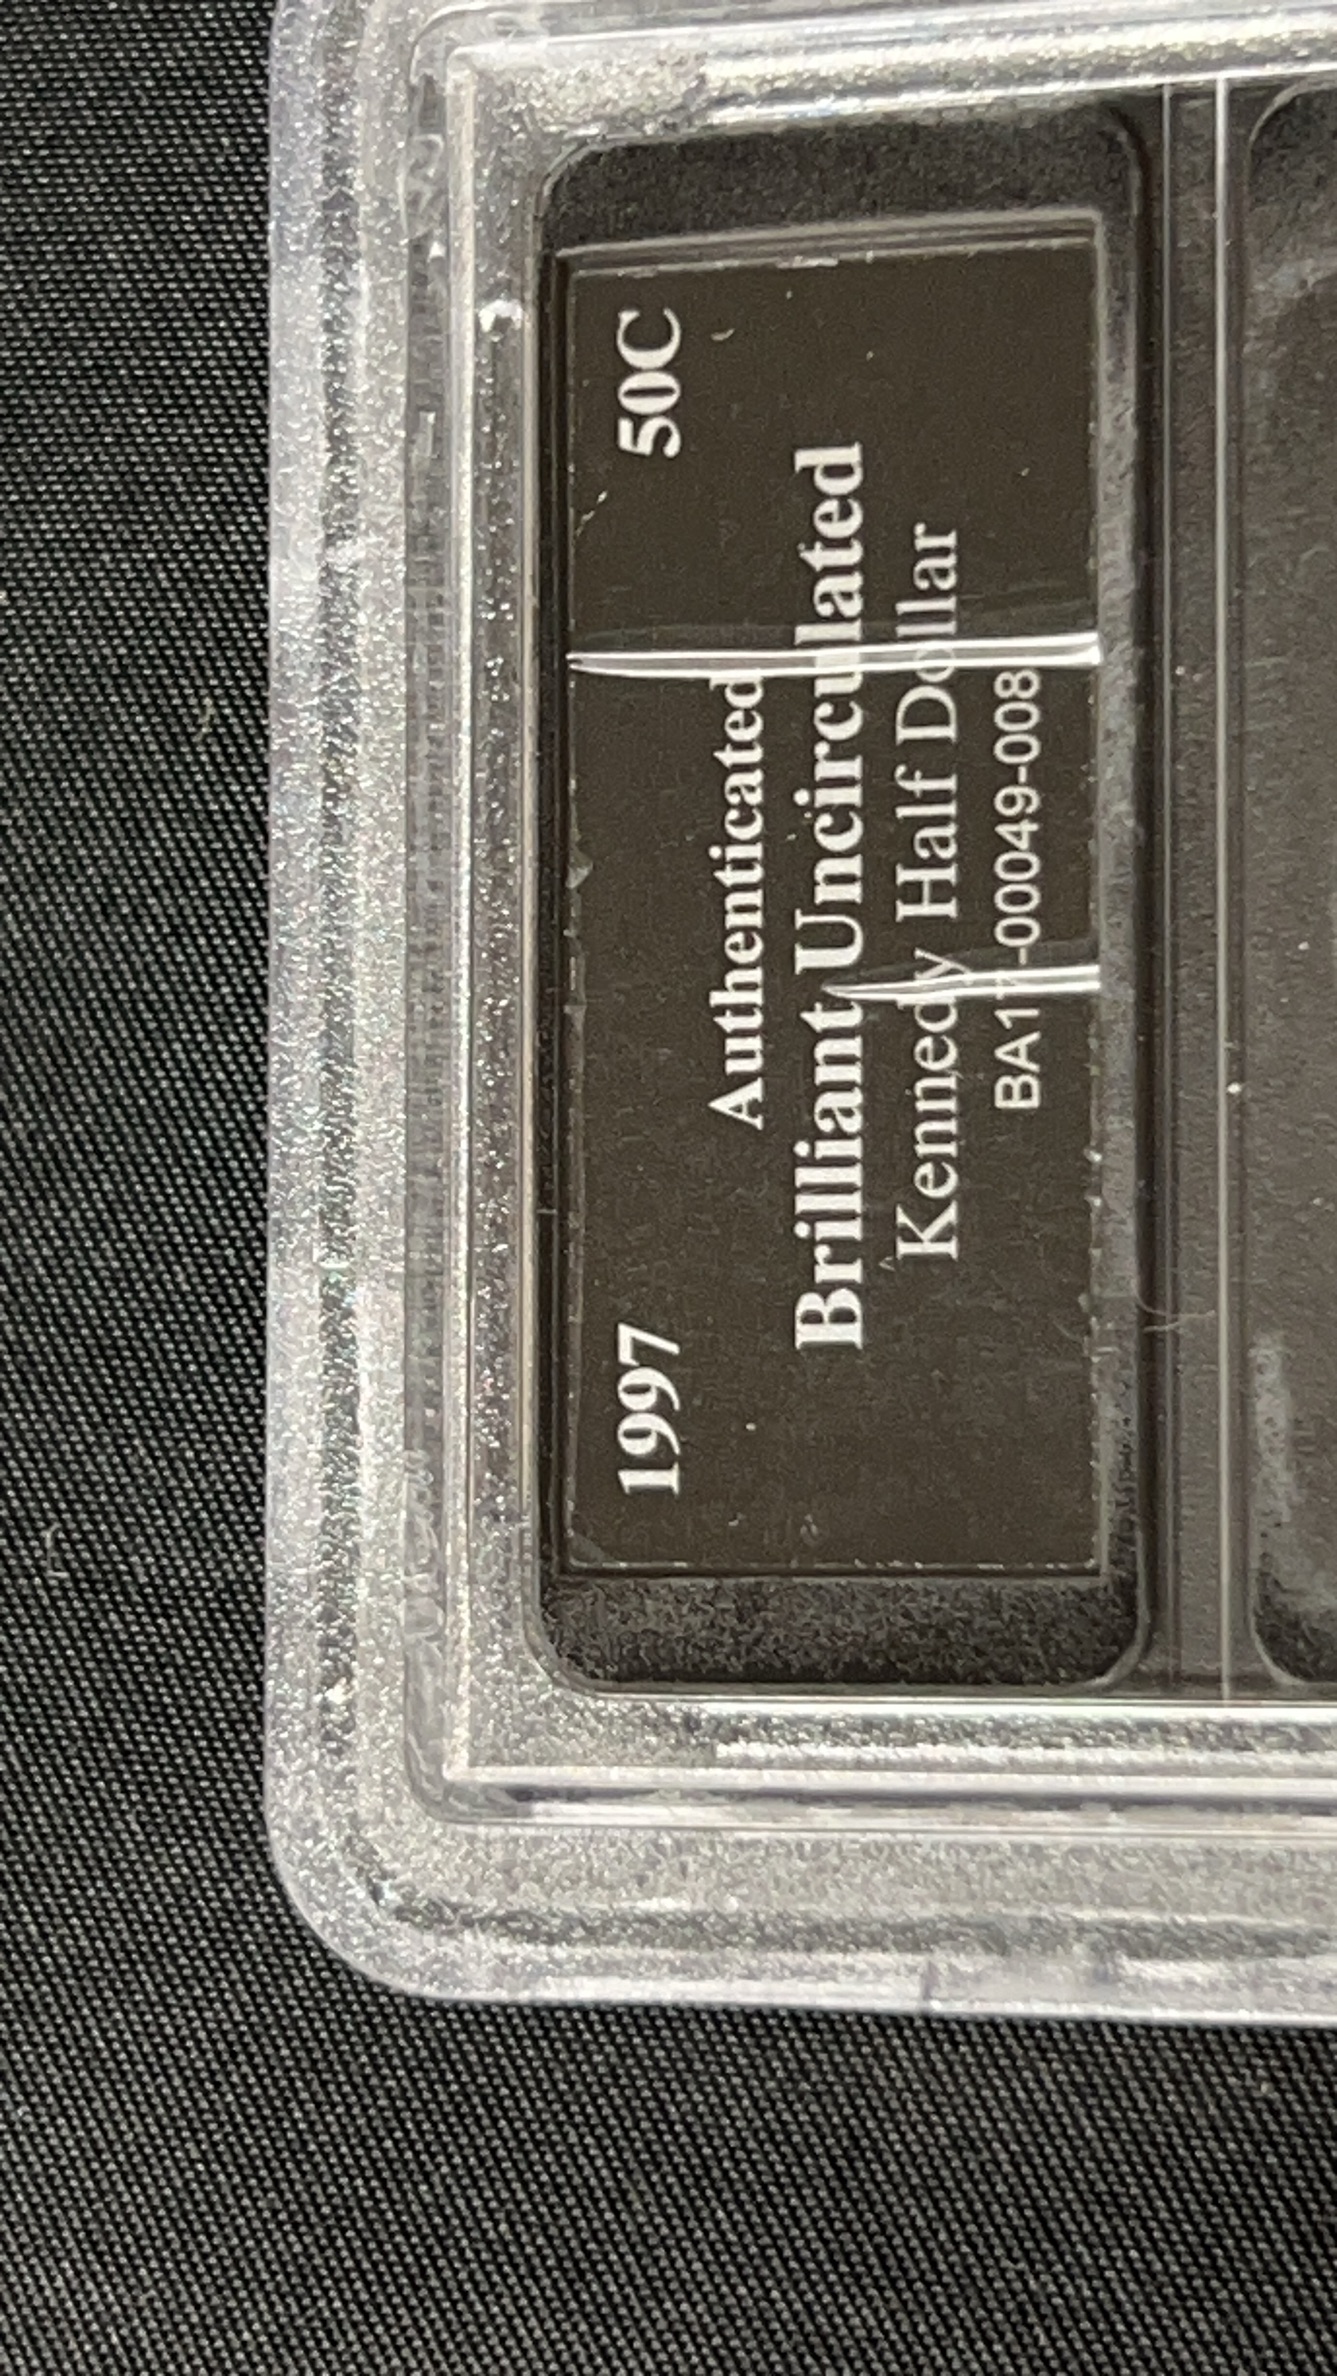 1997 50C
Authenticated
Brilliant Uncirculated
Kennedy Half Dollar